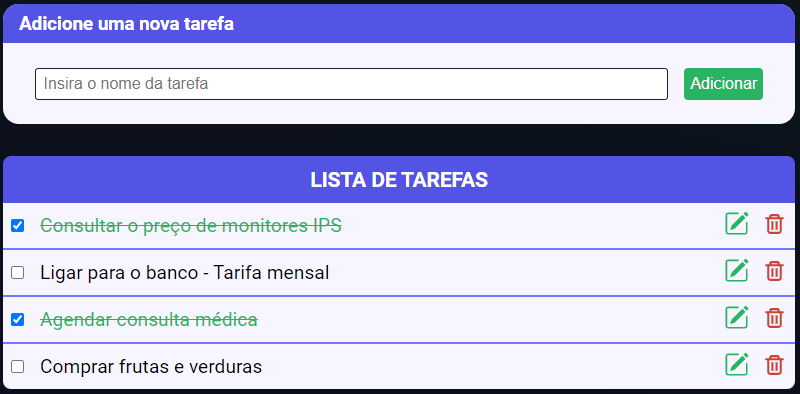 Adicione uma nova tarefa
Insira o nome da tarefa
Adicionar
LISTA DE TAREFAS
Consultar o preço de monitores IPS
Ligar para o banco - Tarifa mensal
Agendar consulta médica
Comprar frutas e verduras